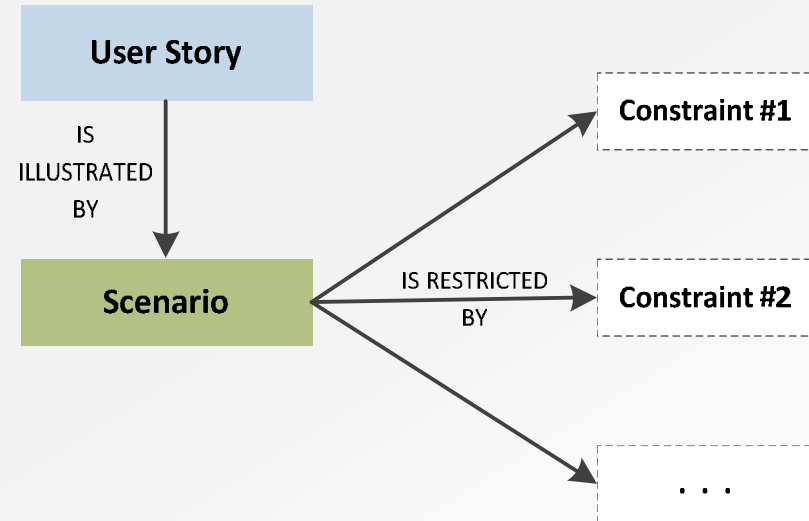 User Story
IS
ILLUSTRATED
BY
Scenario
IS RESTRICTED
BY
Constraint #1
Constraint #2
. . .